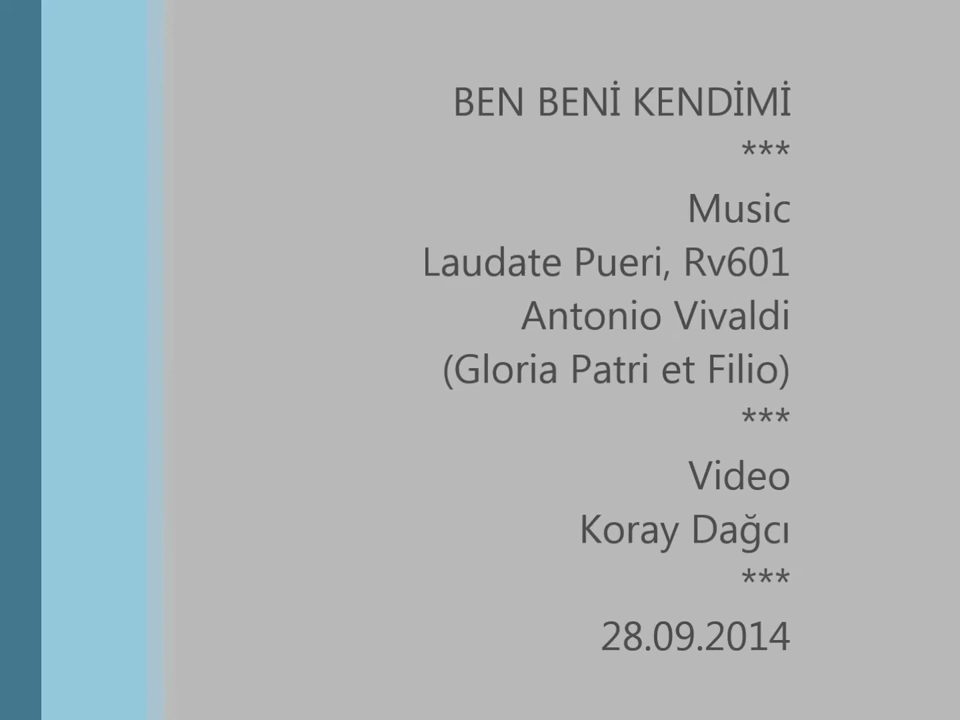 BEN BENİ KENDİMİ
***
Music
Laudate Pueri, Rv601
Antonio Vivaldi
(Gloria Patri et Filio)
***
Video
Koray Dağcı
***
28.09.2014